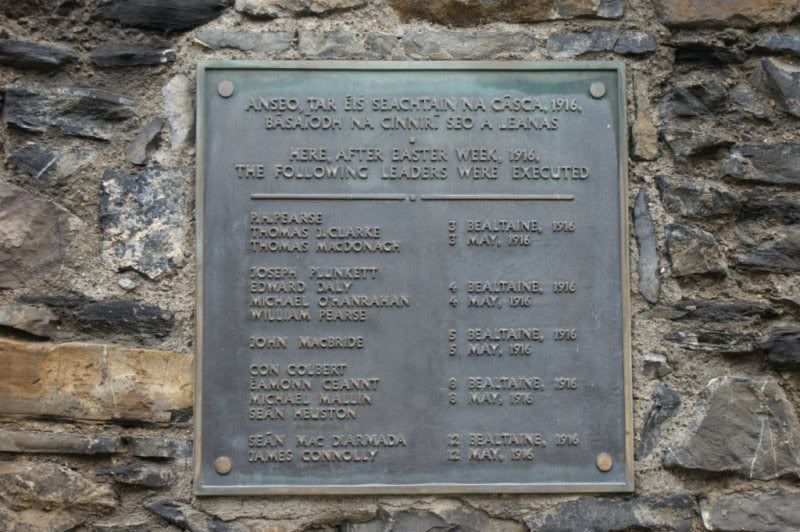 ANSEO, TAR ÉIS SEACHTAIN NA CÁSCA, 1916,
BÁSAÍODH NA CINNIRÍ SEO A LEANAS
HERE, AFTER EASTER WEEK, 1916,
THE FOLLOWING LEADERS WERE EXECUTED
P.H. PEARSE
THOMAS J. CLARKE 3 BEALTAINE, 1916
THOMAS MACDONAGH 3 MAY, 1916
JOSEPH PLUNKETT
EDWARD DALY 4 BEALTAINE, 1916
MICHAEL O'HANRAHAN 4 MAY, 1916
WILLIAM PEARSE
JOHN MACBRIDE 5 BEALTAINE, 1916
5 MAY, 1916
CON COLBERT
ÉAMONN CEANNT 8 BEALTAINE, 1916
MICHAEL MALLIN 8 MAY, 1916
SEÁN HEUSTON
SEÁN MAC DIARMADA 12 BEALTAINE, 1916
JAMES CONNOLLY 12 MAY, 1916